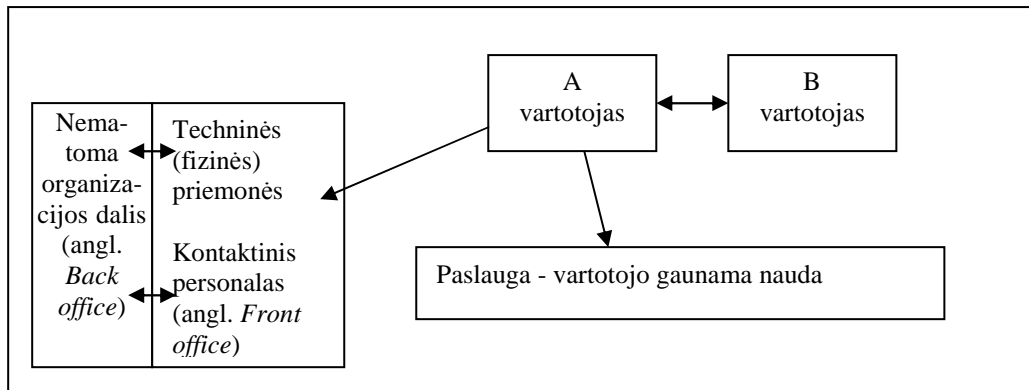 Nema-
toma
organiza-
cijos dalis
(angl.
Back
office)
Techninės
(fizinės)
priemonės
Kontaktinis
personalas
(angl. Front
office)
A
vartotojas
B
vartotojas
Paslauga - vartotojo gaunama nauda